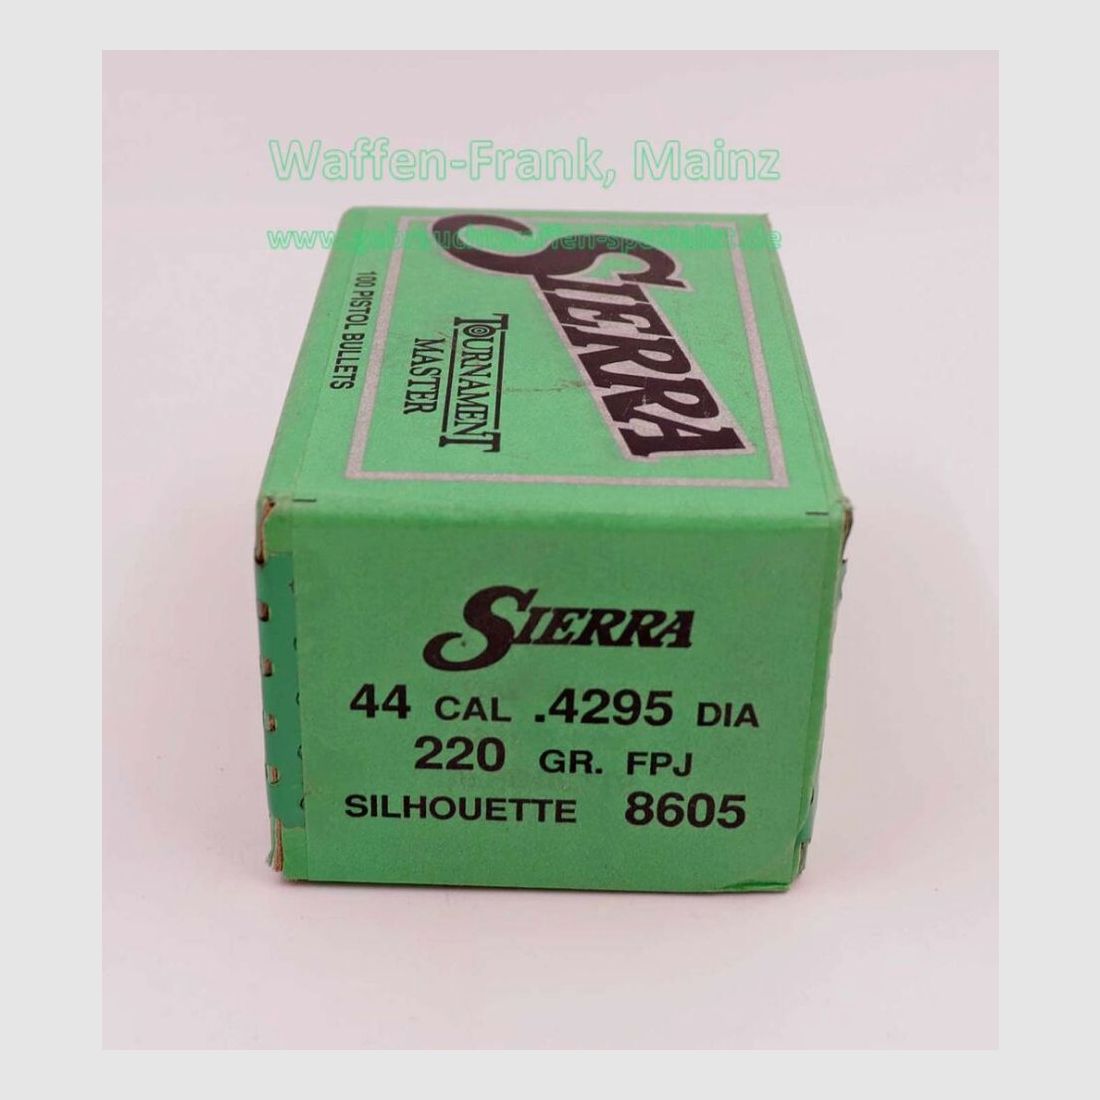 Waffen-Frank, Mainz
SIERRA
TOURNAMENT
MASTER
100 PISTOL BULLETS
SIERRA
44 CAL .4295 DIA
220 GR. FPJ
SILHOUETTE 8605